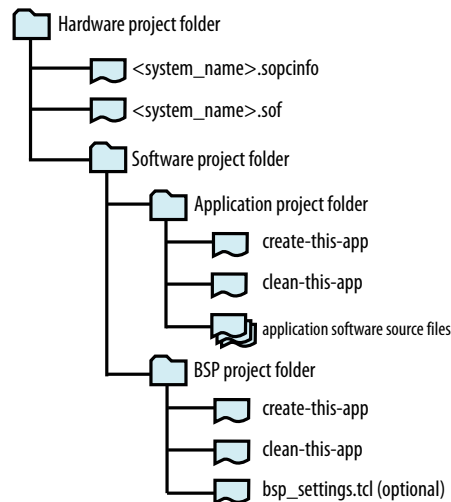 Hardware project folder
<system_name>.sopcinfo
<system_name>.sof
Software project folder
Application project folder
create-this-app
clean-this-app
application software source files
BSP project folder
create-this-app
clean-this-app
bsp_settings.tcl (optional)